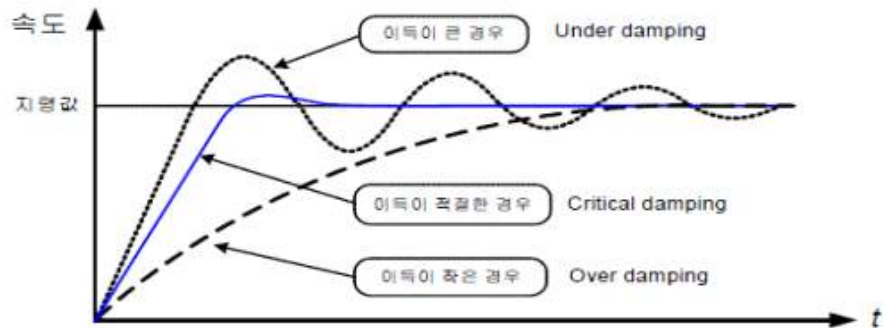 속도
이득이 큰 경우 Under damping
지령값
이득이 적절한 경우 Critical damping
이득이 작은 경우 Over damping
t